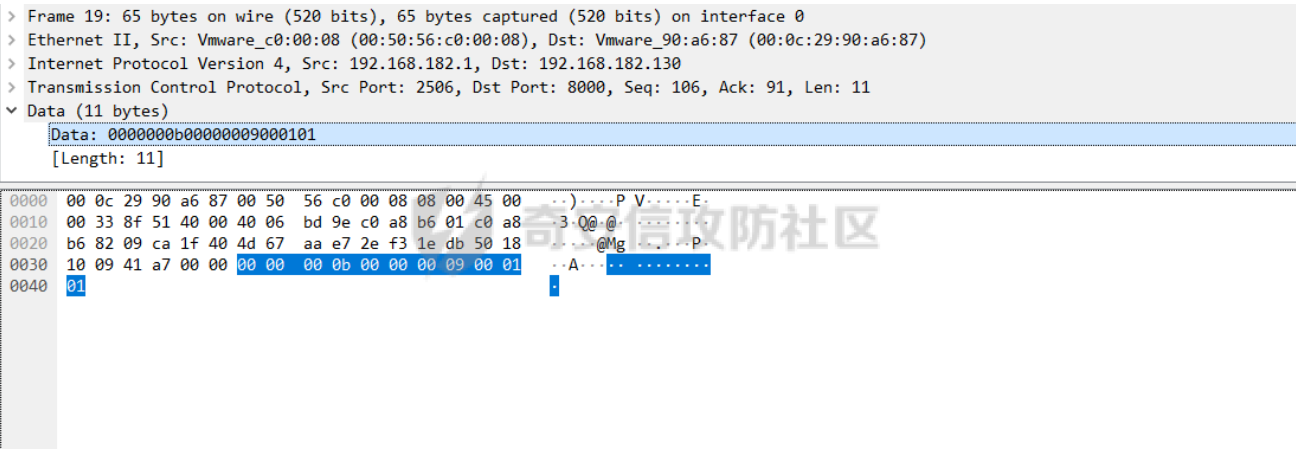 > Frame 19: 65 bytes on wire (520 bits), 65 bytes captured (520 bits) on interface 0
> Ethernet II, Src: Vmware_c0:00:08 (00:50:56:c0:00:08), Dst: Vmware_90:a6:87 (00:0c:29:90:a6:87)
> Internet Protocol Version 4, Src: 192.168.182.1, Dst: 192.168.182.130
> Transmission Control Protocol, Src Port: 2506, Dst Port: 8000, Seq: 106, Ack: 91, Len: 11
Data (11 bytes)
Data: 0000000b00000009000101
[Length: 11]
0000 00 0c 29 90 a6 87 00 50 56 c0 00 08 08 00 45 00 ··)····P V·····E·
0010 00 33 8f 51 40 00 40 06 bd 9e c0 a8 b6 01 c0 a8 ·3·Q@·@· ········
0020 b6 82 09 ca 1f 40 4d 67 aa e7 2e f3 1e db 50 18 ·····@Mg ··.···P·
0030 10 09 41 a7 00 00 00 00 00 0b 00 00 00 09 00 01 ··A····· ········
0040 01 ·
奇安信攻防社区